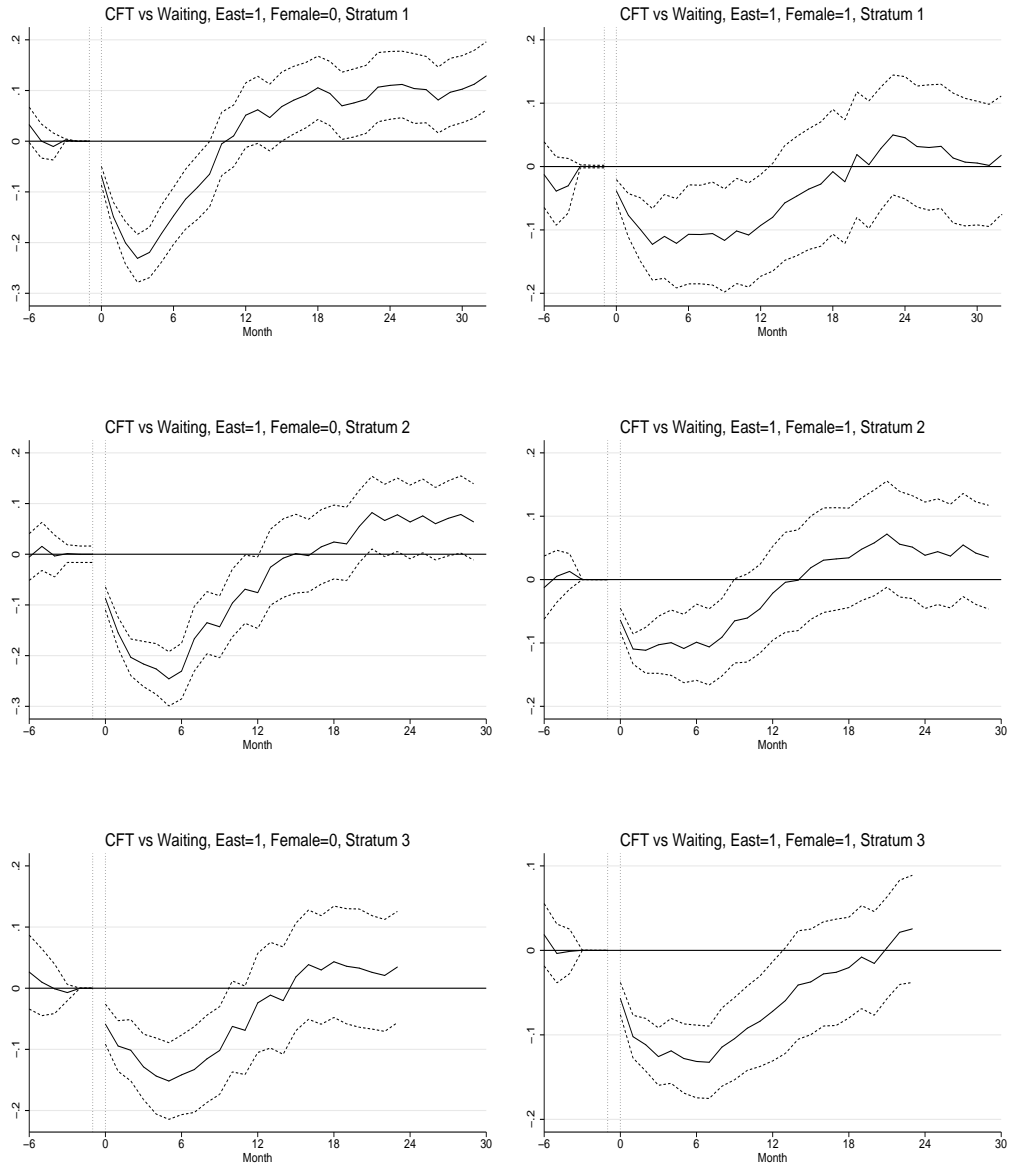 CFT vs Waiting, East=1, Female=0, Stratum 1
.2
.1
0
-.1
-.2
-.3
−6 0 6 12 18 24 30
Month
CFT vs Waiting, East=1, Female=1, Stratum 1
.2
.1
0
-.1
-.2
−6 0 6 12 18 24 30
Month
CFT vs Waiting, East=1, Female=0, Stratum 2
.2
.1
0
-.1
-.2
-.3
−6 0 6 12 18 24 30
Month
CFT vs Waiting, East=1, Female=1, Stratum 2
.2
.1
0
-.1
-.2
−6 0 6 12 18 24 30
Month
CFT vs Waiting, East=1, Female=0, Stratum 3
.2
.1
0
-.1
-.2
−6 0 6 12 18 24 30
Month
CFT vs Waiting, East=1, Female=1, Stratum 3
.1
0
-.1
-.2
−6 0 6 12 18 24 30
Month